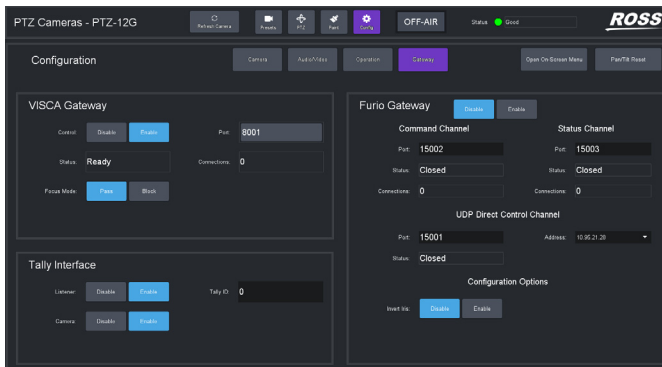 PTZ Cameras - PTZ-12G
Refresh Camera
Presets
PTZ
Paint
Config
OFF-AIR
Status:
Good
ROSS
Configuration
Camera
Audio/Video
Operation
Gateway
Open On-Screen Menu
Pan/Tilt Reset
VISCA Gateway
Control:
Disable
Enable
Port:
8001
Status:
Ready
Connections:
0
Focus Mode:
Pass
Block
Tally Interface
Listener:
Disable
Enable
Tally ID:
0
Camera:
Disable
Enable
Furio Gateway
Disable
Enable
Command Channel
Status Channel
Port:
15002
Port:
15003
Status:
Closed
Status:
Closed
Connections:
0
Connections:
0
UDP Direct Control Channel
Port:
15001
Address:
10.95.21.20
Status:
Closed
Configuration Options
Invert Iris:
Disable
Enable